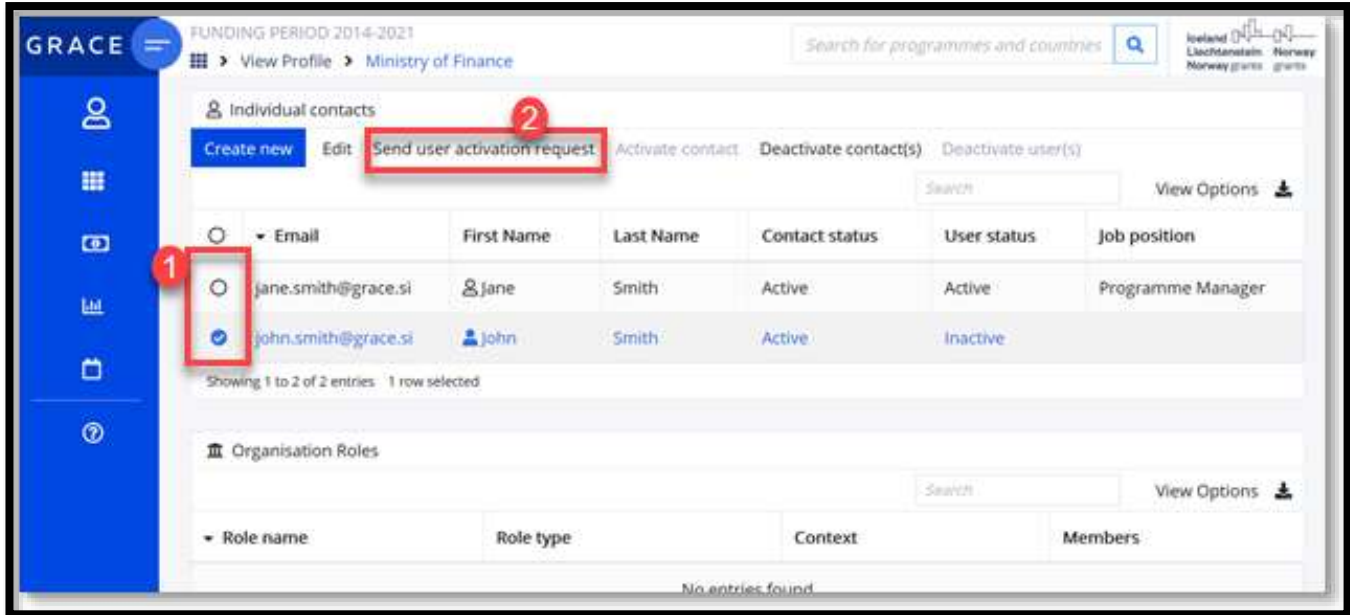 GRACE
FUNDING PERIOD 2014-2021
View Profile > Ministry of Finance
Search for programmes and countries
Iceland
Liechtenstein Norway
Norway grants grants
Individual contacts
2
Create new Edit Send user activation request Activate contact Deactivate contact(s) Deactivate user(s)
Search View Options
Email First Name Last Name Contact status User status Job position
1
jane.smith@grace.si Jane Smith Active Active Programme Manager
john.smith@grace.si John Smith Active Inactive
Showing 1 to 2 of 2 entries 1 row selected
Organisation Roles
Search View Options
Role name Role type Context Members
No entries found